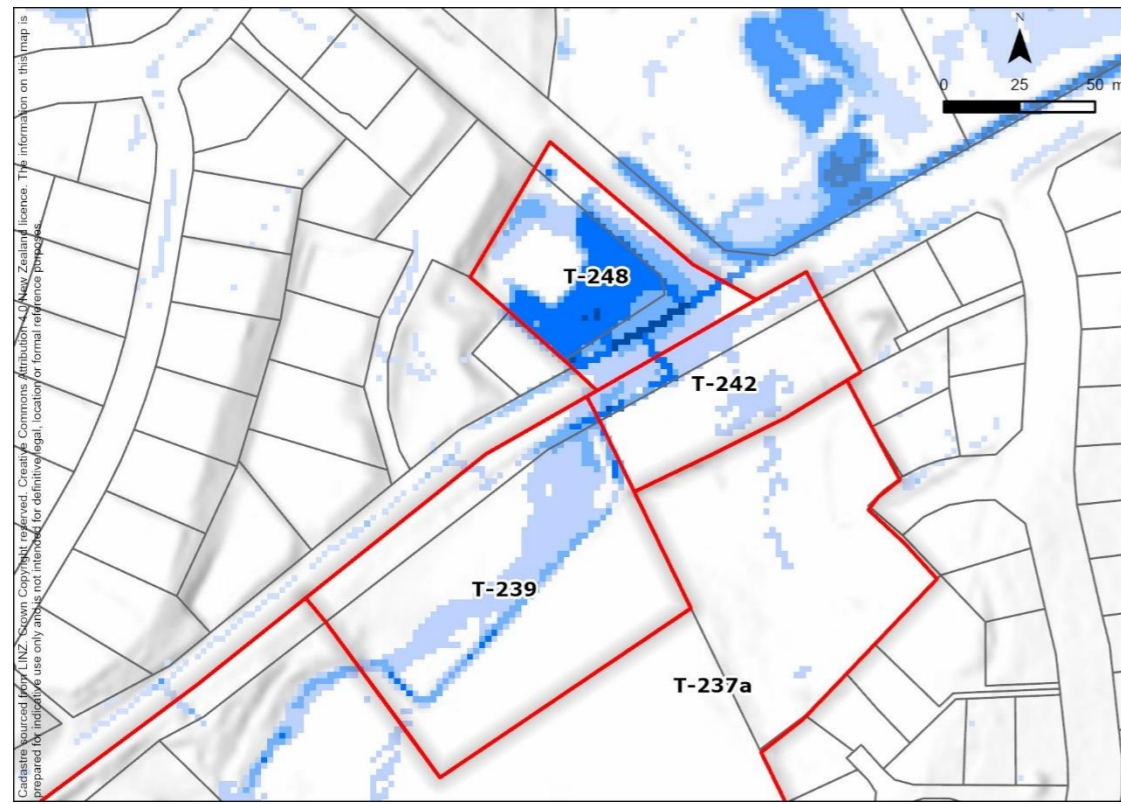 Cadastre sourced from LINZ. Crown Copyright reserved. Creative Commons Attribution 4.0 New Zealand licence. The information on this map is
prepared for indicative use only and is not intended for definitive legal, location or formal reference purposes.
N
0 25 50 m
T-248
T-242
T-239
T-237a